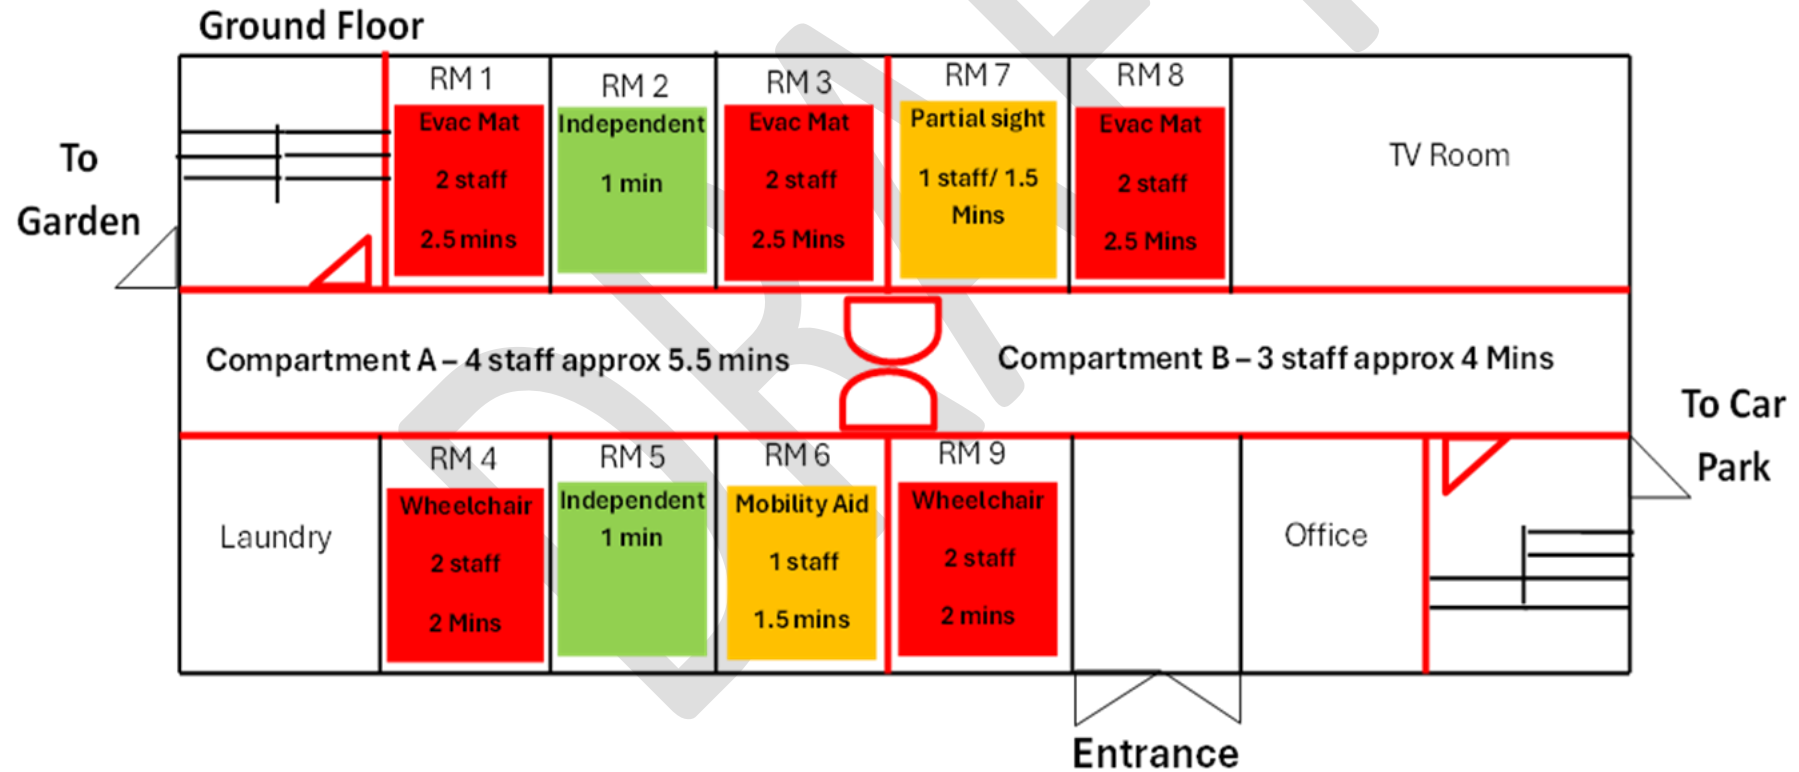 Ground Floor
RM 1
RM 2
RM 3
RM 7
RM 8
Evac Mat
2 staff
2.5 mins
Independent
1 min
Evac Mat
2 staff
2.5 Mins
Partial sight
1 staff/ 1.5
Mins
Evac Mat
2 staff
2.5 Mins
TV Room
To
Garden
Compartment A – 4 staff approx 5.5 mins
Compartment B – 3 staff approx 4 Mins
To Car
Park
Laundry
RM 4
Wheelchair
2 staff
2 Mins
RM 5
Independent
1 min
RM 6
Mobility Aid
1 staff
1.5 mins
RM 9
Wheelchair
2 staff
2 mins
Office
Entrance
DRAFT